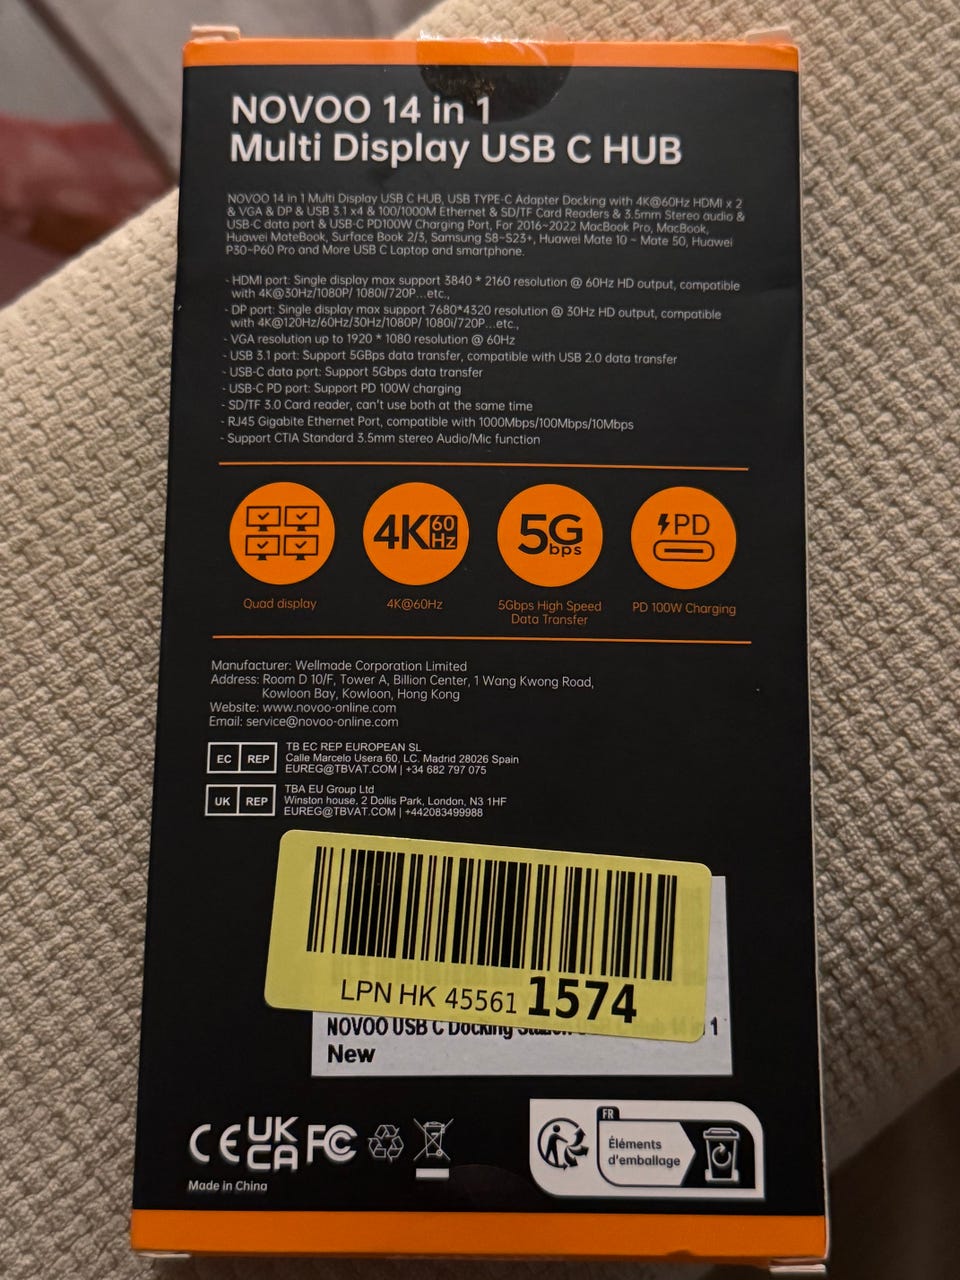 NOVOO 14 in 1
Multi Display USB C HUB
NOVOO 14 in 1 Multi Display USB C HUB, USB TYPE-C Adapter Docking with 4K@60Hz HDMI x 2
& VGA & DP & USB 3.1 x4 & 100/1000M Ethernet & SD/TF Card Readers & 3.5mm Stereo audio &
USB-C data port & USB-C PD100W Charging Port, For 2016~2022 MacBook Pro, MacBook,
Huawei MateBook, Surface Book 2/3, Samsung S8~S23+, Huawei Mate 10 ~ Mate 50, Huawei
P30~P60 Pro and More USB C Laptop and smartphone.
- HDMI port: Single display max support 3840 * 2160 resolution @ 60Hz HD output, compatible
with 4K@30Hz/1080P/ 1080i/720P...etc.,
- DP port: Single display max support 7680*4320 resolution @ 30Hz HD output, compatible
with 4K@120Hz/60Hz/30Hz/1080P/ 1080i/720P...etc.,
- VGA resolution up to 1920 * 1080 resolution @ 60Hz
- USB 3.1 port: Support 5GBps data transfer, compatible with USB 2.0 data transfer
- USB-C data port: Support 5Gbps data transfer
- USB-C PD port: Support PD 100W charging
- SD/TF 3.0 Card reader, can't use both at the same time
- RJ45 Gigabite Ethernet Port, compatible with 1000Mbps/100Mbps/10Mbps
- Support CTIA Standard 3.5mm stereo Audio/Mic function
4K 60 Hz
5G bps
PD
Quad display
4K@60Hz
5Gbps High Speed
Data Transfer
PD 100W Charging
Manufacturer: Wellmade Corporation Limited
Address: Room D 10/F, Tower A, Billion Center, 1 Wang Kwong Road,
Kowloon Bay, Kowloon, Hong Kong
Website: www.novoo-online.com
Email: service@novoo-online.com
EC REP
TB EC REP EUROPEAN SL
Calle Marcelo Usera 60, LC. Madrid 28026 Spain
EUREG@TBVAT.COM | +34 682 797 075
UK REP
TBA EU Group Ltd
Winston house, 2 Dollis Park, London, N3 1HF
EUREG@TBVAT.COM | +442083499988
LPN HK 45561 1574
NOVOO USB C Docking Station 14 in 1
New
CE UK CA FC
Made in China
FR
Éléments
d'emballage